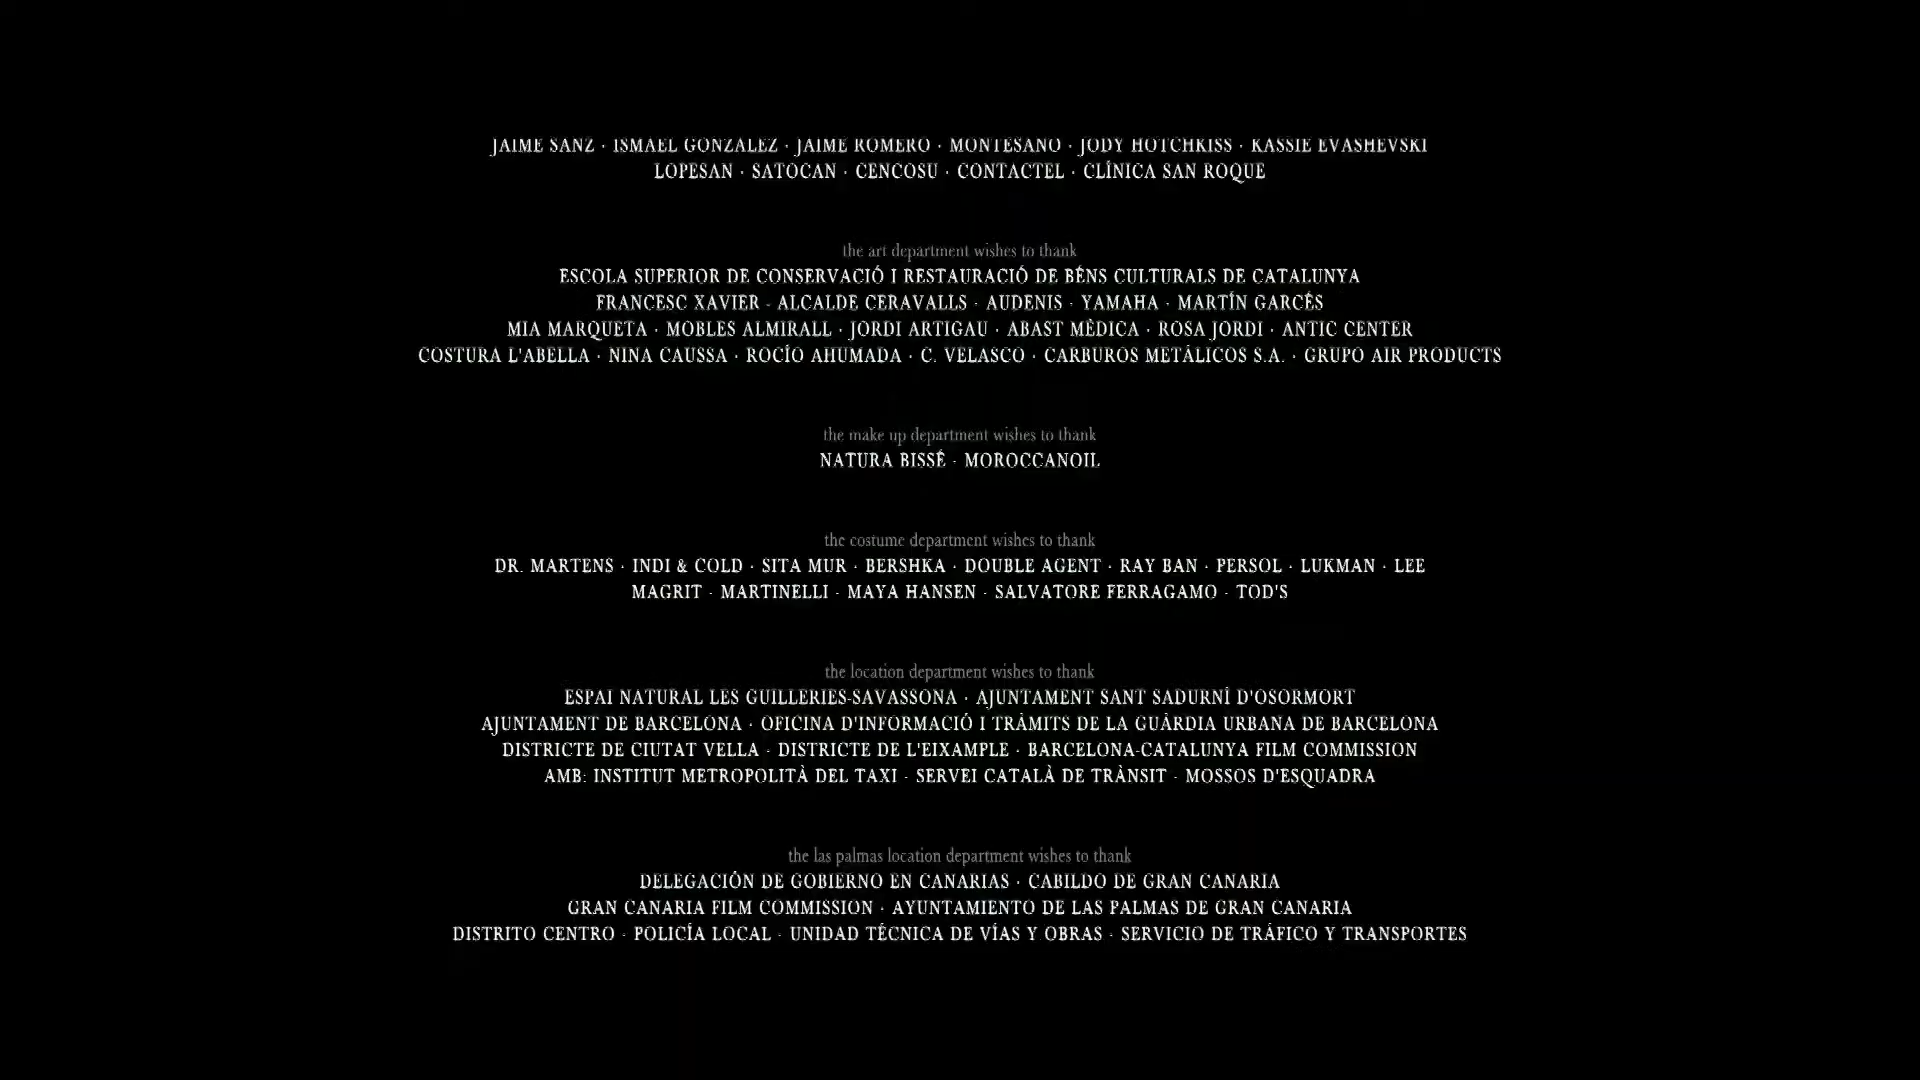 JAIME SANZ · ISMAEL GONZALEZ · JAIME ROMERO · MONTESANO · JODY HOTCHKISS · KASSIE EVASHEVSKI
LOPESAN · SATOCAN · CENCOSU · CONTACTEL · CLÍNICA SAN ROQUE
the art department wishes to thank
ESCOLA SUPERIOR DE CONSERVACIÓ I RESTAURACIÓ DE BÉNS CULTURALS DE CATALUNYA
FRANCESC XAVIER · ALCALDE CERAVALLS · AUDENIS · YAMAHA · MARTÍN GARCÉS
MIA MARQUETA · MOBLES ALMIRALL · JORDI ARTIGAU · ABAST MÈDICA · ROSA JORDI · ANTIC CENTER
COSTURA L'ABELLA · NINA CAUSSA · ROCÍO AHUMADA · C. VELASCO · CARBUROS METÁLICOS S.A. · GRUPO AIR PRODUCTS
the make up department wishes to thank
NATURA BISSÉ · MOROCCANOIL
the costume department wishes to thank
DR. MARTENS · INDI & COLD · SITA MUR · BERSHKA · DOUBLE AGENT · RAY BAN · PERSOL · LUKMAN · LEE
MAGRIT · MARTINELLI · MAYA HANSEN · SALVATORE FERRAGAMO · TOD'S
the location department wishes to thank
ESPAI NATURAL LES GUILLERIES-SAVASSONA · AJUNTAMENT SANT SADURNÍ D'OSORMORT
AJUNTAMENT DE BARCELONA · OFICINA D'INFORMACIÓ I TRÀMITS DE LA GUÀRDIA URBANA DE BARCELONA
DISTRICTE DE CIUTAT VELLA · DISTRICTE DE L'EIXAMPLE · BARCELONA-CATALUNYA FILM COMMISSION
AMB: INSTITUT METROPOLITÀ DEL TAXI · SERVEI CATALÀ DE TRÀNSIT · MOSSOS D'ESQUADRA
the las palmas location department wishes to thank
DELEGACIÓN DE GOBIERNO EN CANARIAS · CABILDO DE GRAN CANARIA
GRAN CANARIA FILM COMMISSION · AYUNTAMIENTO DE LAS PALMAS DE GRAN CANARIA
DISTRITO CENTRO · POLICÍA LOCAL · UNIDAD TÉCNICA DE VÍAS Y OBRAS · SERVICIO DE TRÁFICO Y TRANSPORTES